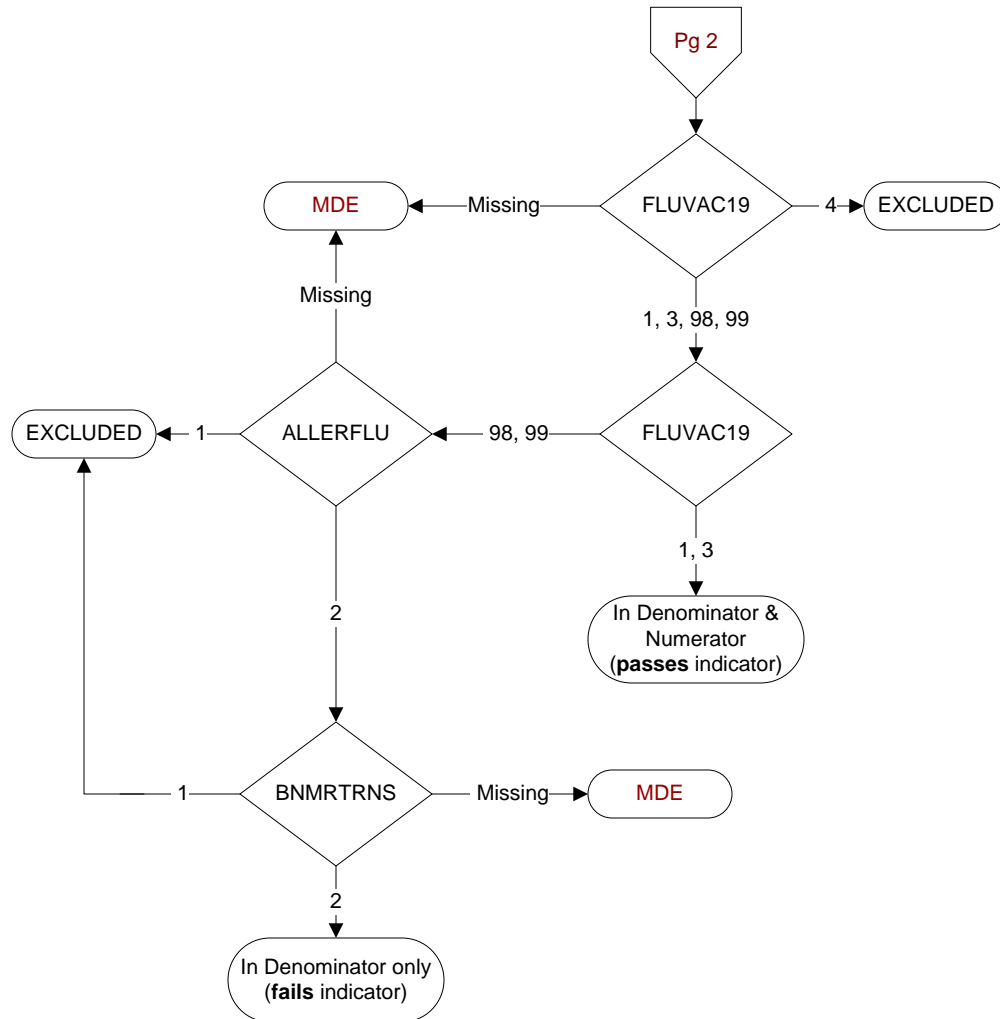 Pg 2
MDE
Missing
FLUVAC19
4
EXCLUDED
Missing
1, 3, 98, 99
EXCLUDED
1
ALLERFLU
98, 99
FLUVAC19
1, 3
2
In Denominator &
Numerator
(passes indicator)
1
BNMRTRNS
Missing
MDE
2
In Denominator only
(fails indicator)